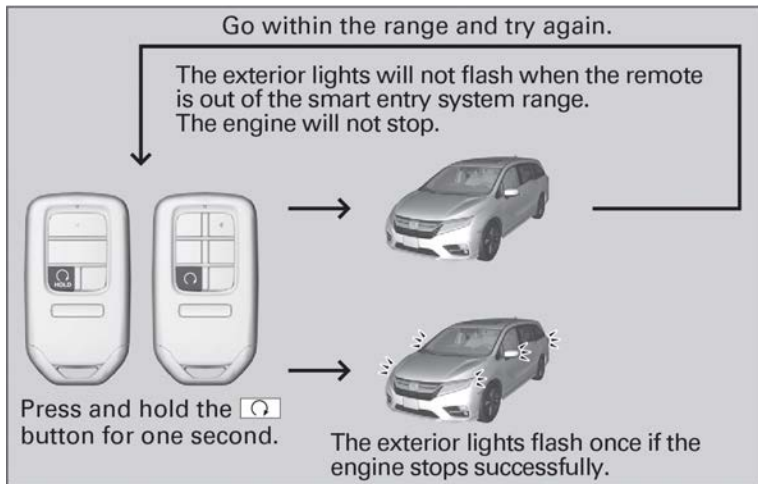 Go within the range and try again.
The exterior lights will not flash when the remote
is out of the smart entry system range.
The engine will not stop.
HOLD
Press and hold the
button for one second.
The exterior lights flash once if the
engine stops successfully.